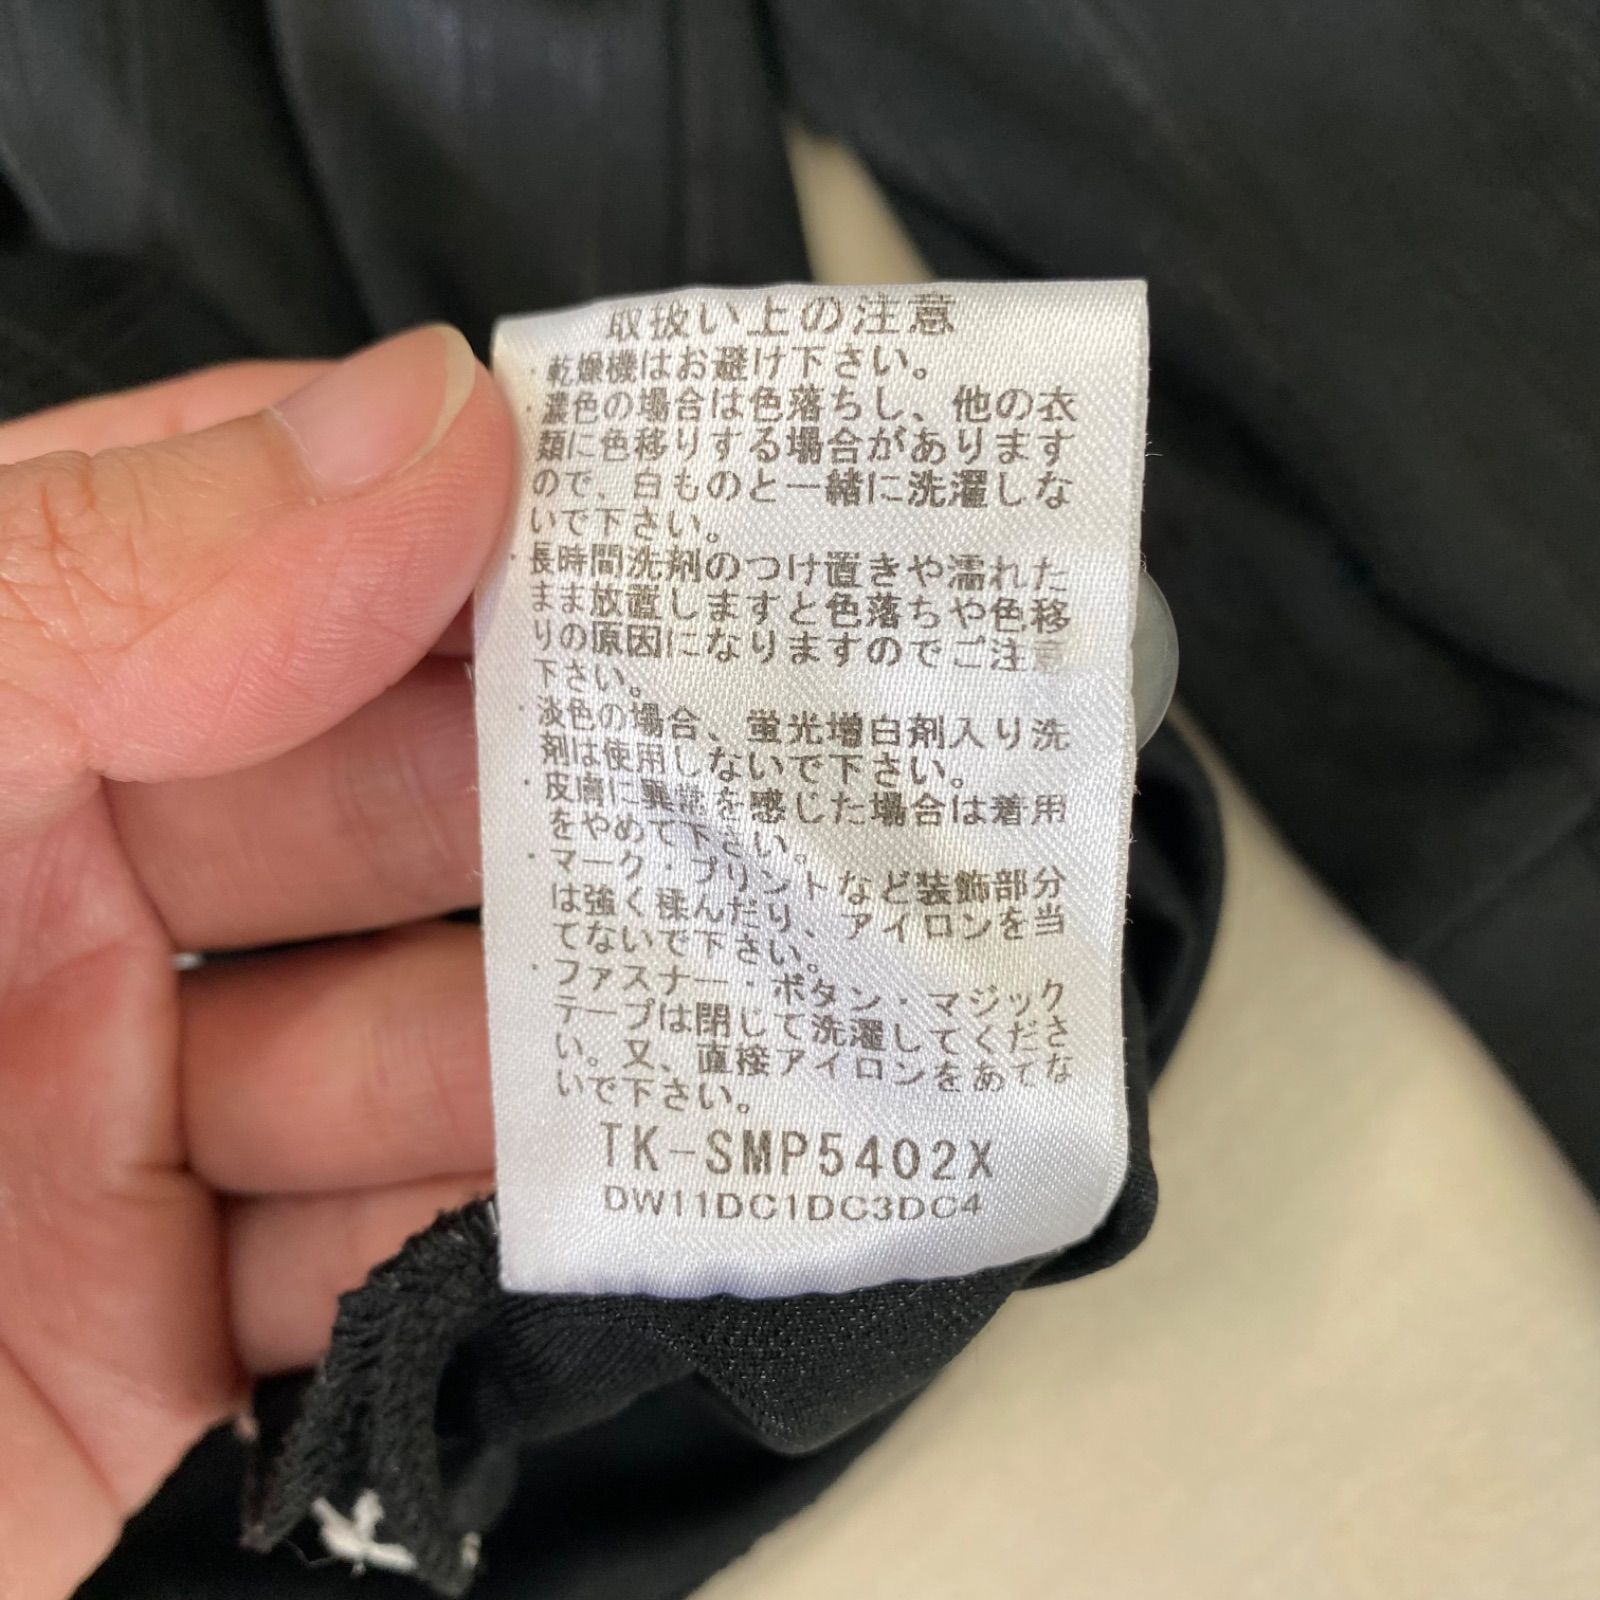 取扱い上の注意
・乾燥機はお避け下さい。
・濃色の場合は色落ちし、他の衣
類に色移りする場合があります
ので、白ものと一緒に洗濯しな
いで下さい。
・長時間洗剤のつけ置きや濡れた
まま放置しますと色落ちや色移
りの原因になりますのでご注意
下さい。
・淡色の場合、蛍光増白剤入り洗
剤は使用しないで下さい。
・皮膚に異常を感じた場合は着用
をやめて下さい。
・マーク・プリントなど装飾部分
は強く揉んだり、アイロンを当
てないで下さい。
・ファスナー・ボタン・マジック
テープは閉じて洗濯してくださ
い。又、直接アイロンをあてな
いで下さい。
TK-SMP5402X
DW11DC1DC3DC4